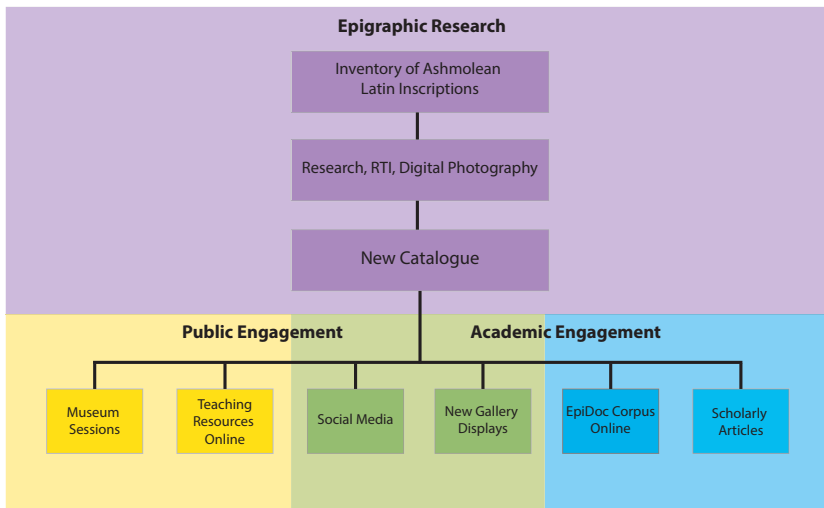 Epigraphic Research
Inventory of Ashmolean
Latin Inscriptions
Research, RTI, Digital Photography
New Catalogue
Public Engagement
Academic Engagement
Museum
Sessions
Teaching
Resources
Online
Social Media
New Gallery
Displays
EpiDoc Corpus
Online
Scholarly
Articles